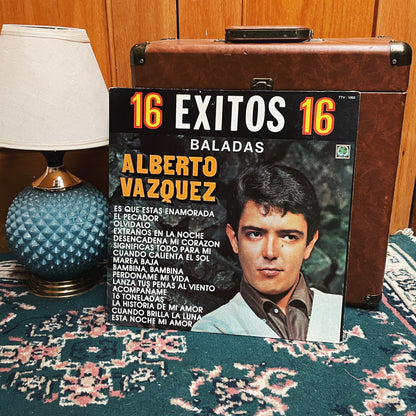 TTV-1002
16 EXITOS 16
BALADAS
ALBERTO
VAZQUEZ
ES QUE ESTAS ENAMORADA
EL PECADOR
OLVIDALO
EXTRAÑOS EN LA NOCHE
DESENCADENA MI CORAZON
SIGNIFICAS TODO PARA MI
CUANDO CALIENTA EL SOL
MAREA BAJA
BAMBINA, BAMBINA
PERDONAME MI VIDA
LANZA TUS PENAS AL VIENTO
ACOMPAÑAME
16 TONELADAS
LA HISTORIA DE MI AMOR
CUANDO BRILLA LA LUNA
ESTA NOCHE MI AMOR